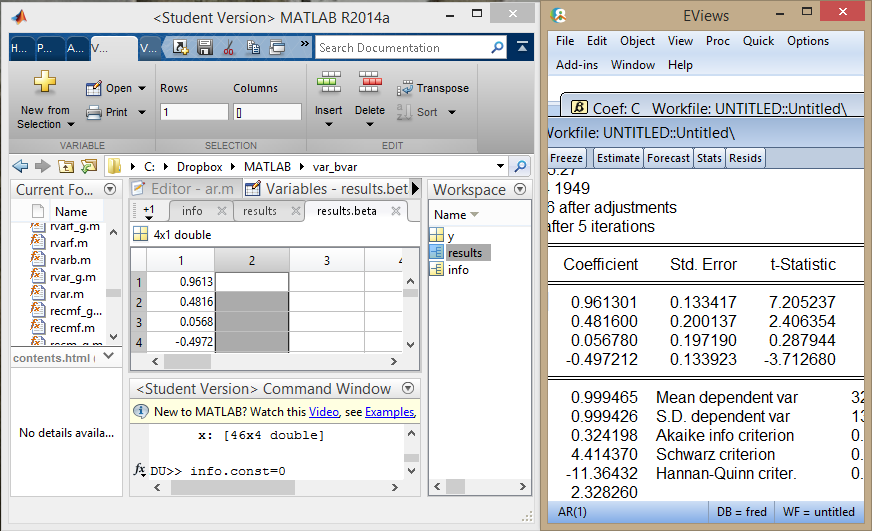 <Student Version> MATLAB R2014a
H... P... A... V... V... » Search Documentation
New from
Selection
Open
Print
VARIABLE
Rows Columns
1 []
SELECTION
Insert Delete Transpose
Sort
EDIT
C: Dropbox MATLAB var_bvar
Current Fo...
Name
rvarf_g.m
rvarf.m
rvarb.m
rvar_g.m
rvar.m
recmf_g...
recmf.m
recm_g.m
contents.html (
No details availa...
Editor - ar.m Variables - results.bet
+1 info results results.beta
4x1 double
1 2 3 4
1 0.9613
2 0.4816
3 0.0568
4 -0.4972
<Student Version> Command Window
New to MATLAB? Watch this Video, see Examples,
x: [46x4 double]
fx DU>> info.const=0
Workspace
Name
y
results
info
EViews
File Edit Object View Proc Quick Options
Add-ins Window Help
Coef: C Workfile: UNTITLED::Untitled\
Workfile: UNTITLED::Untitled\
Freeze Estimate Forecast Stats Resids
1949
6 after adjustments
after 5 iterations
Coefficient Std. Error t-Statistic
0.961301 0.133417 7.205237
0.481600 0.200137 2.406354
0.056780 0.197190 0.287944
-0.497212 0.133923 -3.712680
0.999465 Mean dependent var 32
0.999426 S.D. dependent var 13
0.324198 Akaike info criterion 0.
4.414370 Schwarz criterion 0.
-11.36432 Hannan-Quinn criter. 0.
2.328260
AR(1) DB = fred WF = untitled